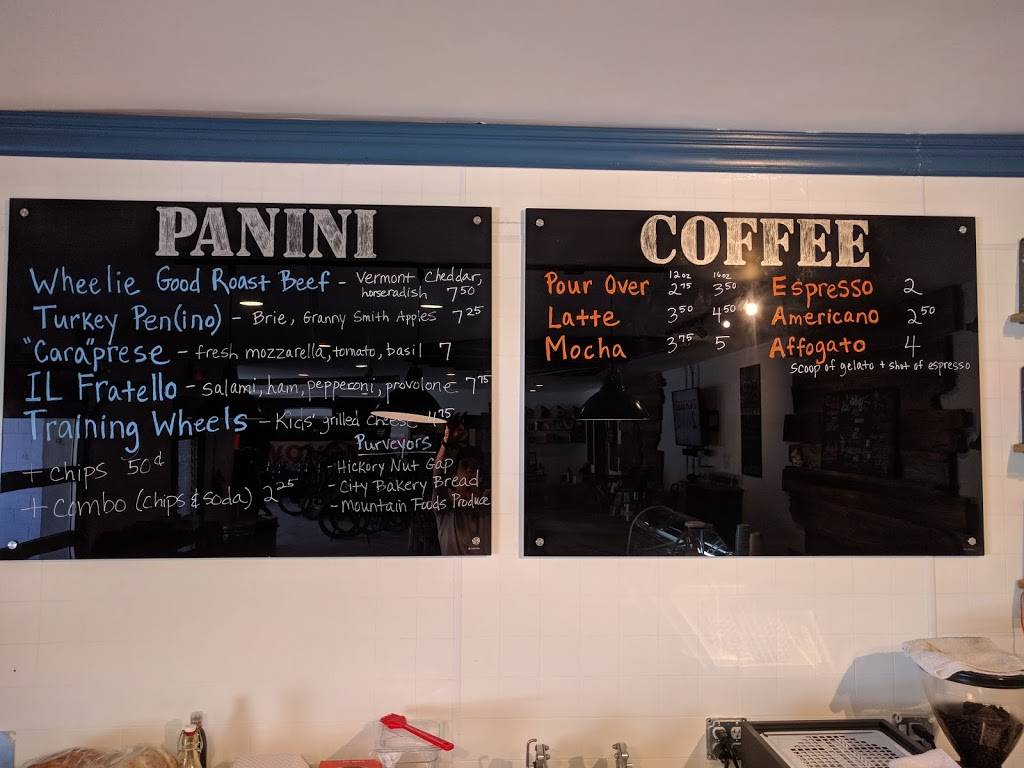 PANINI
Wheelie Good Roast Beef - Vermont Cheddar,
horseradish 7 50
Turkey Pen(ino) - Brie, Granny Smith Apples 7 25
"Cara"prese - fresh mozzarella, tomato, basil 7
IL Fratello - salami, ham, pepperoni, provolone 7 75
Training Wheels - Kids' grilled cheese 4 75
+ chips 50¢
+ combo (chips & soda) 2 25
Purveyors
- Hickory Nut Gap
- City Bakery Bread
- Mountain Foods Produce
COFFEE
12oz 16oz
Pour Over 2 75 3 50
Latte 3 50 4 50
Mocha 3 75 5
Espresso 2
Americano 2 50
Affogato 4
scoop of gelato + shot of espresso